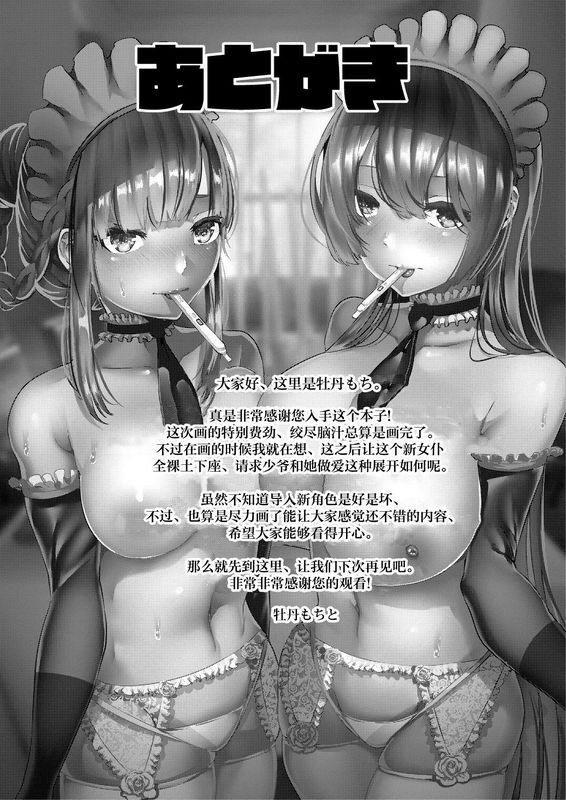 あとがき
大家好、这里是牡丹もち。
真是非常感谢您入手这个本子!
这次画的特别费劲、绞尽脑汁总算是画完了。
不过在画的时候我就在想、这之后让这个新女仆
全裸土下座、请求少爷和她做爱这种展开如何呢。
虽然不知道导入新角色是好是坏、
不过、也算是尽力画了能让大家感觉还不错的内容、
希望大家能够看得开心。
那么就先到这里、让我们下次再见吧。
非常非常感谢您的观看!
牡丹もちと